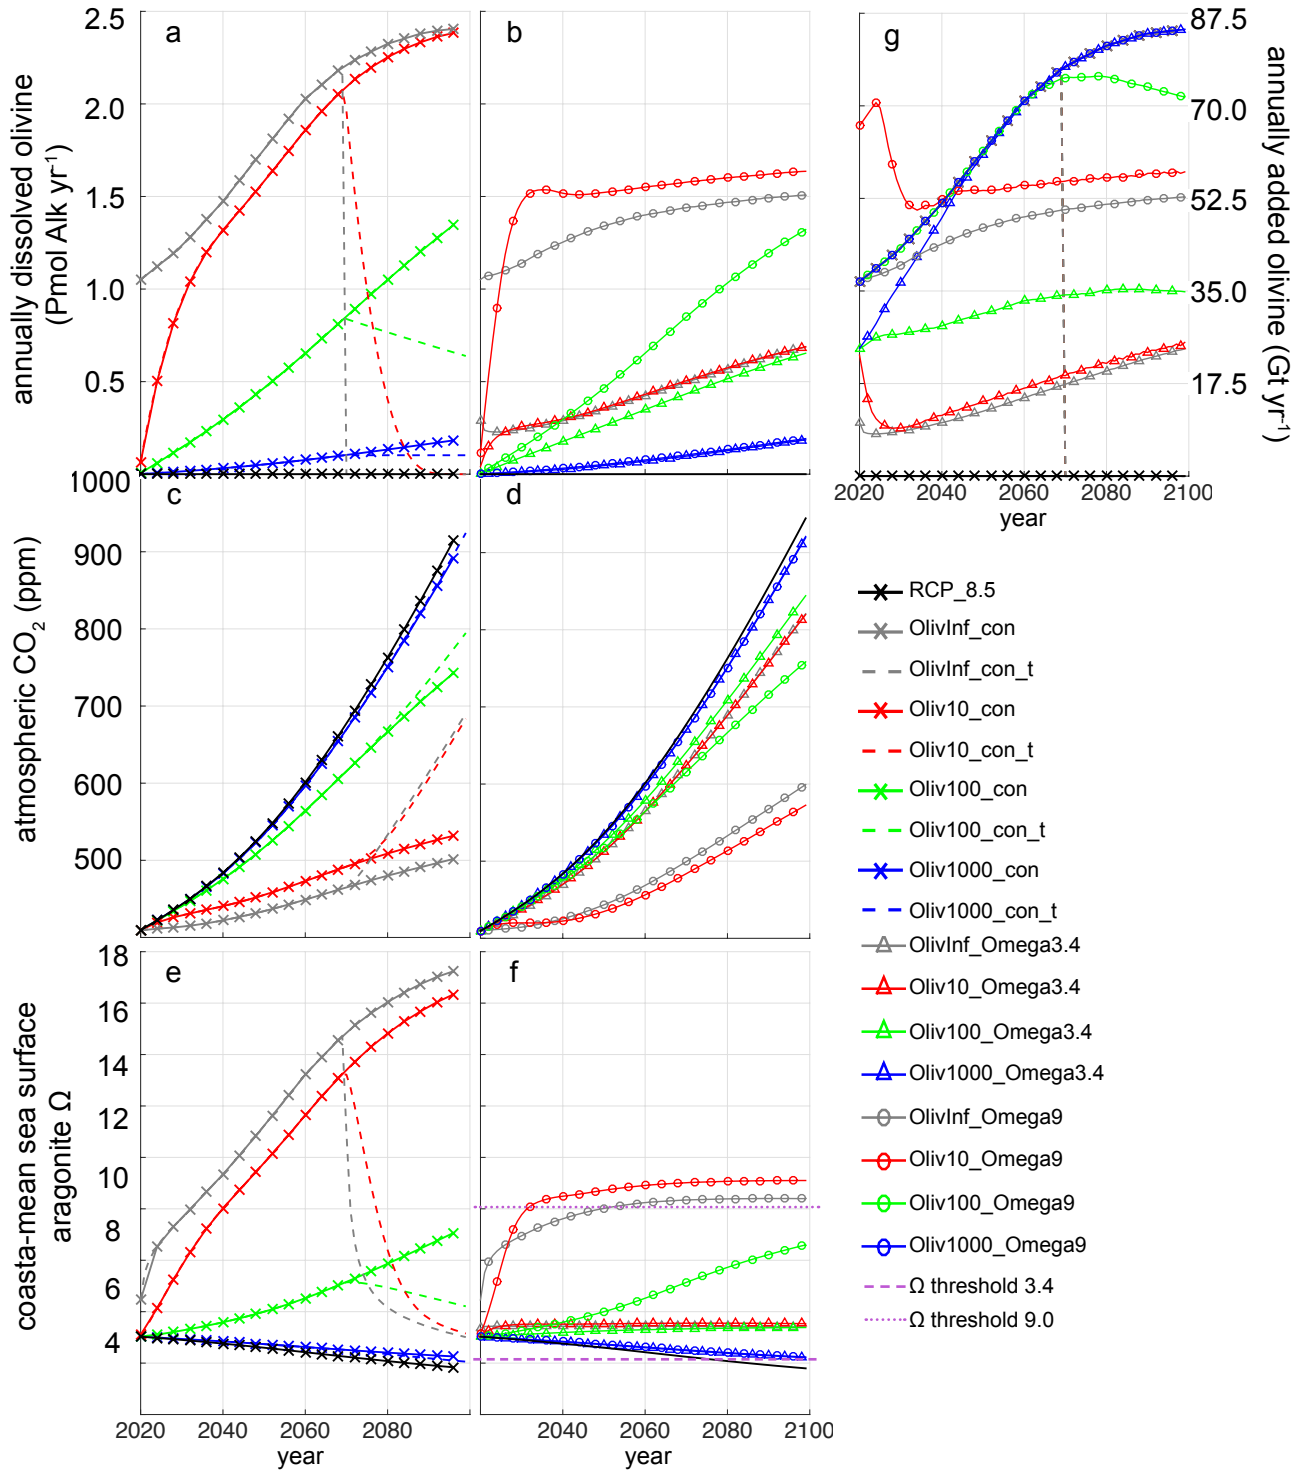 a
b
g
annually dissolved olivine
(Pmol Alk yr⁻¹)
2.5
2.0
1.5
1.0
0.5
87.5
70.0
52.5
35.0
17.5
annually added olivine (Gt yr⁻¹)
2020
2040
2060
2080
2100
year
c
d
atmospheric CO₂ (ppm)
1000
900
800
700
600
500
e
f
coasta-mean sea surface
aragonite Ω
18
16
14
12
10
8
6
4
2020
2040
2060
2080
year
2040
2060
2080
2100
year
RCP_8.5
OlivInf_con
OlivInf_con_t
Oliv10_con
Oliv10_con_t
Oliv100_con
Oliv100_con_t
Oliv1000_con
Oliv1000_con_t
OlivInf_Omega3.4
Oliv10_Omega3.4
Oliv100_Omega3.4
Oliv1000_Omega3.4
OlivInf_Omega9
Oliv10_Omega9
Oliv100_Omega9
Oliv1000_Omega9
Ω threshold 3.4
Ω threshold 9.0